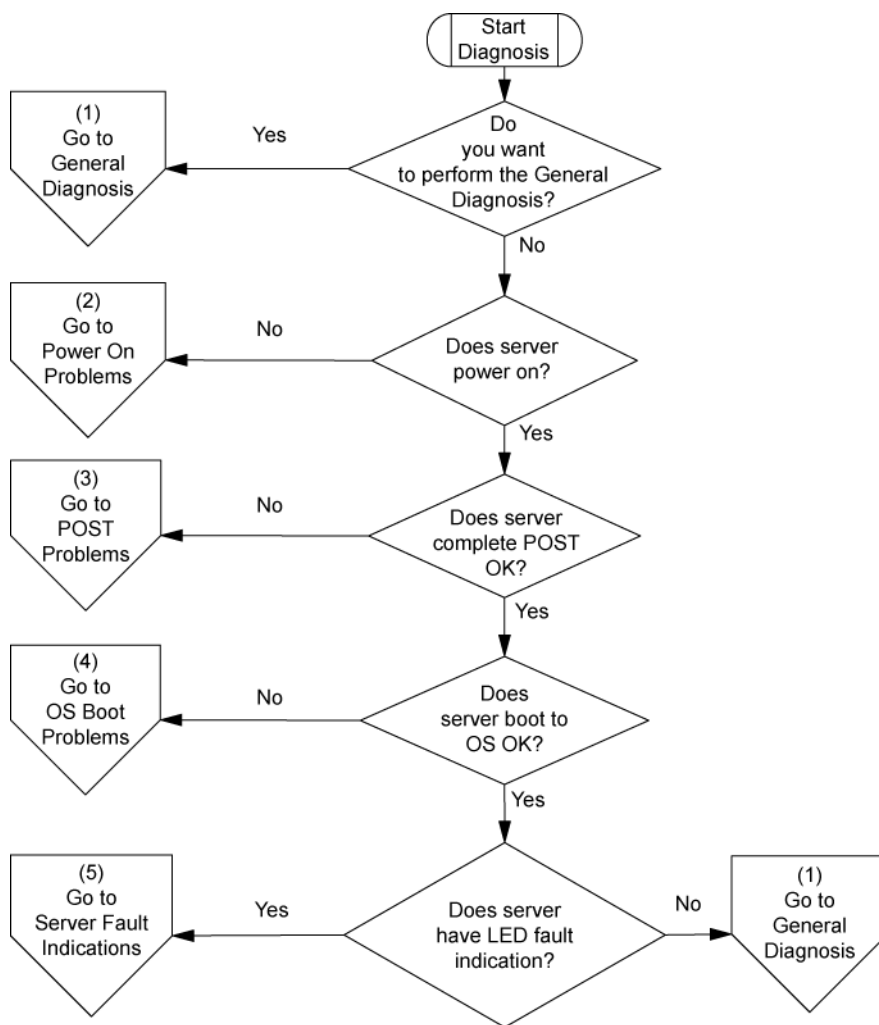 Start
Diagnosis
(1)
Go to
General
Diagnosis
Yes
Do
you want
to perform the General
Diagnosis?
No
(2)
Go to
Power On
Problems
No
Does server
power on?
Yes
(3)
Go to
POST
Problems
No
Does server
complete POST
OK?
Yes
(4)
Go to
OS Boot
Problems
No
Does
server boot to
OS OK?
Yes
(5)
Go to
Server Fault
Indications
Yes
Does server
have LED fault
indication?
No
(1)
Go to
General
Diagnosis